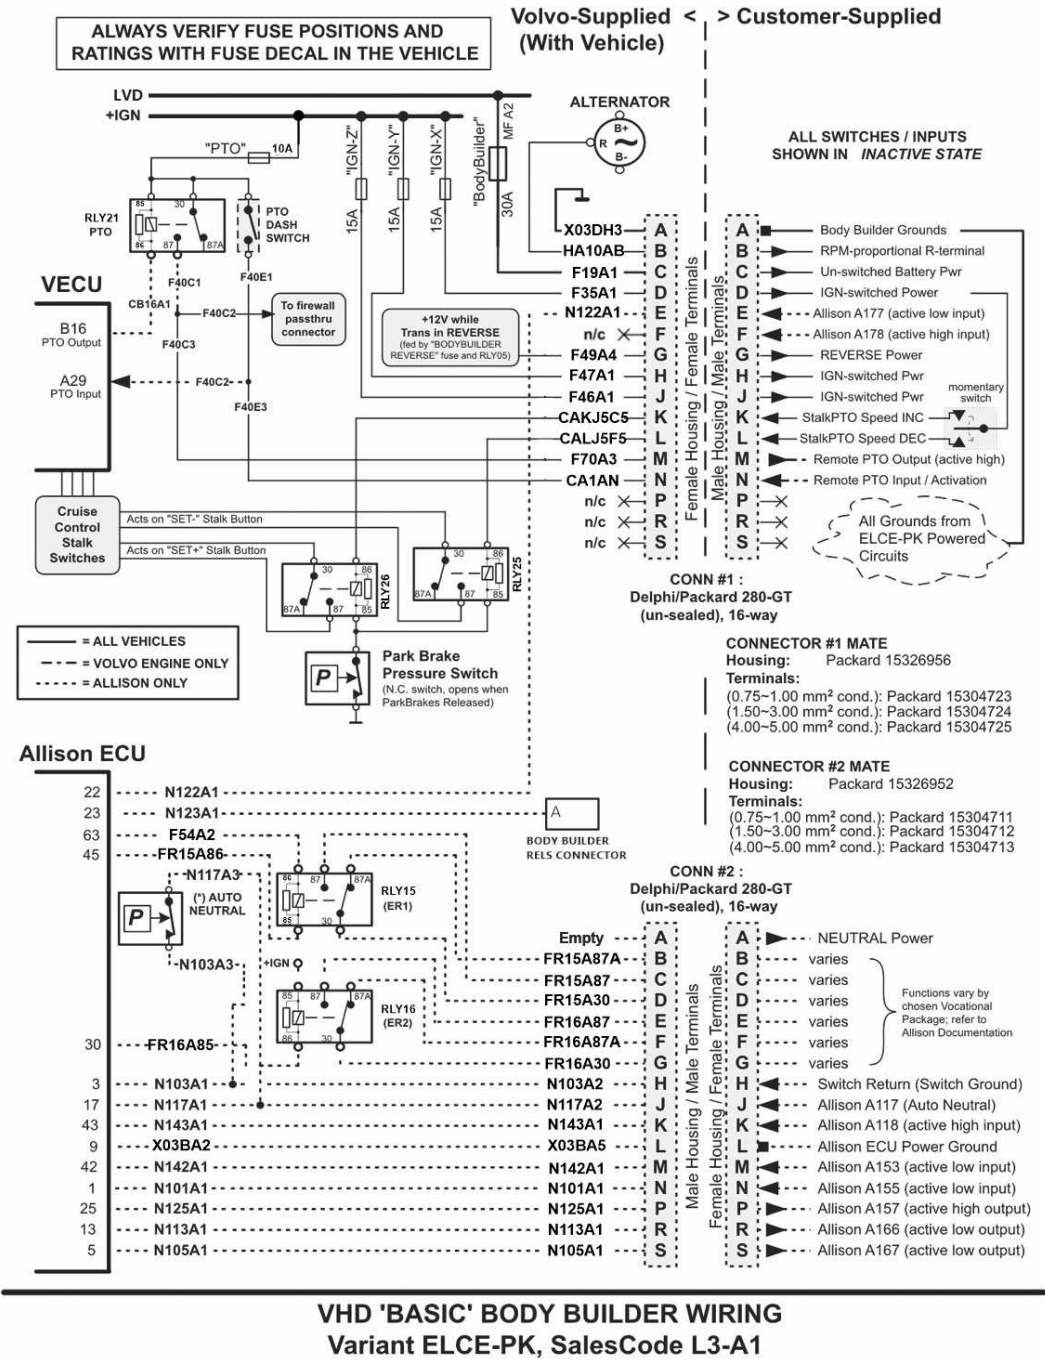 ALWAYS VERIFY FUSE POSITIONS AND
RATINGS WITH FUSE DECAL IN THE VEHICLE
Volvo-Supplied < > Customer-Supplied
(With Vehicle)
LVD
+IGN
"PTO" 10A
"IGN-Z" 15A
"IGN-Y" 15A
"IGN-X" 15A
"BodyBuilder" 30A
MF A2
ALTERNATOR
B+
R
B-
ALL SWITCHES / INPUTS
SHOWN IN INACTIVE STATE
RLY21
PTO
85 30
86 87 87A
PTO
DASH
SWITCH
F40E1
F40C1
CB16A1
F40C2
To firewall
passthru
connector
F40C3
F40C2
F40E3
VECU
B16
PTO Output
A29
PTO Input
+12V while
Trans in REVERSE
(fed by "BODYBUILDER
REVERSE" fuse and RLY05)
X03DH3 A A Body Builder Grounds
HA10AB B B RPM-proportional R-terminal
F19A1 C C Un-switched Battery Pwr
F35A1 D D IGN-switched Power
N122A1 E E Allison A177 (active low input)
n/c F F Allison A178 (active high input)
F49A4 G G REVERSE Power
F47A1 H H IGN-switched Pwr
F46A1 J J IGN-switched Pwr
CAKJ5C5 K K StalkPTO Speed INC
CALJ5F5 L L StalkPTO Speed DEC
F70A3 M M Remote PTO Output (active high)
CA1AN N N Remote PTO Input / Activation
n/c P P
n/c R R
n/c S S
Female Housing / Female Terminals
Male Housing / Male Terminals
momentary
switch
All Grounds from
ELCE-PK Powered
Circuits
Cruise
Control
Stalk
Switches
Acts on "SET-" Stalk Button
Acts on "SET+" Stalk Button
30 86
87A 87 85
RLY26
30 86
87A 87 85
RLY25
CONN #1 :
Delphi/Packard 280-GT
(un-sealed), 16-way
= ALL VEHICLES
= VOLVO ENGINE ONLY
= ALLISON ONLY
P
Park Brake
Pressure Switch
(N.C. switch, opens when
ParkBrakes Released)
CONNECTOR #1 MATE
Housing: Packard 15326956
Terminals:
(0.75~1.00 mm² cond.): Packard 15304723
(1.50~3.00 mm² cond.): Packard 15304724
(4.00~5.00 mm² cond.): Packard 15304725
CONNECTOR #2 MATE
Housing: Packard 15326952
Terminals:
(0.75~1.00 mm² cond.): Packard 15304711
(1.50~3.00 mm² cond.): Packard 15304712
(4.00~5.00 mm² cond.): Packard 15304713
Allison ECU
22 N122A1
23 N123A1
A
BODY BUILDER
RELS CONNECTOR
63 F54A2
45 FR15A86
N117A3
P
(*) AUTO
NEUTRAL
N103A3
86 87 87A
85 30
RLY15
(ER1)
+IGN
85 87 87A
86 30
RLY16
(ER2)
CONN #2 :
Delphi/Packard 280-GT
(un-sealed), 16-way
Empty A A NEUTRAL Power
FR15A87A B B varies
FR15A87 C C varies
FR15A30 D D varies
FR16A87 E E varies
FR16A87A F F varies
FR16A30 G G varies
Functions vary by
chosen Vocational
Package; refer to
Allison Documentation
30 FR16A85
3 N103A1 N103A2 H H Switch Return (Switch Ground)
17 N117A1 N117A2 J J Allison A117 (Auto Neutral)
43 N143A1 N143A1 K K Allison A118 (active high input)
9 X03BA2 X03BA5 L L Allison ECU Power Ground
42 N142A1 N142A1 M M Allison A153 (active low input)
1 N101A1 N101A1 N N Allison A155 (active low input)
25 N125A1 N125A1 P P Allison A157 (active high output)
13 N113A1 N113A1 R R Allison A166 (active low output)
5 N105A1 N105A1 S S Allison A167 (active low output)
Male Housing / Male Terminals
Female Housing / Female Terminals
VHD 'BASIC' BODY BUILDER WIRING
Variant ELCE-PK, SalesCode L3-A1